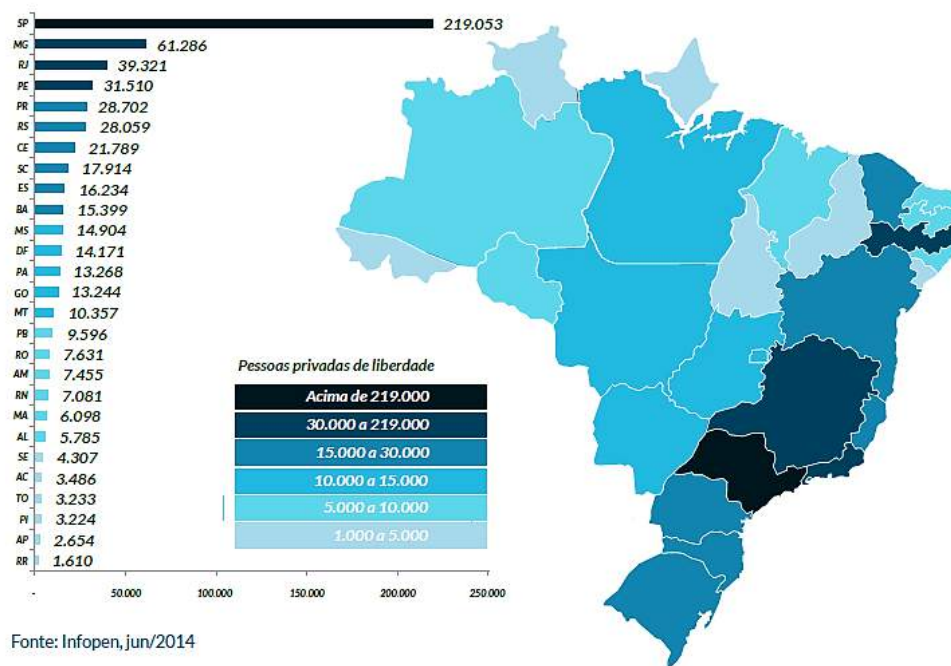 SP 219.053
MG 61.286
RJ 39.321
PE 31.510
PR 28.702
RS 28.059
CE 21.789
SC 17.914
ES 16.234
BA 15.399
MS 14.904
DF 14.171
PA 13.268
GO 13.244
MT 10.357
PB 9.596
RO 7.631
AM 7.455
RN 7.081
MA 6.098
AL 5.785
SE 4.307
AC 3.486
TO 3.233
PI 3.224
AP 2.654
RR 1.610
- 50.000 100.000 150.000 200.000 250.000
Pessoas privadas de liberdade
Acima de 219.000
30.000 a 219.000
15.000 a 30.000
10.000 a 15.000
5.000 a 10.000
1.000 a 5.000
Fonte: Infopen, jun/2014